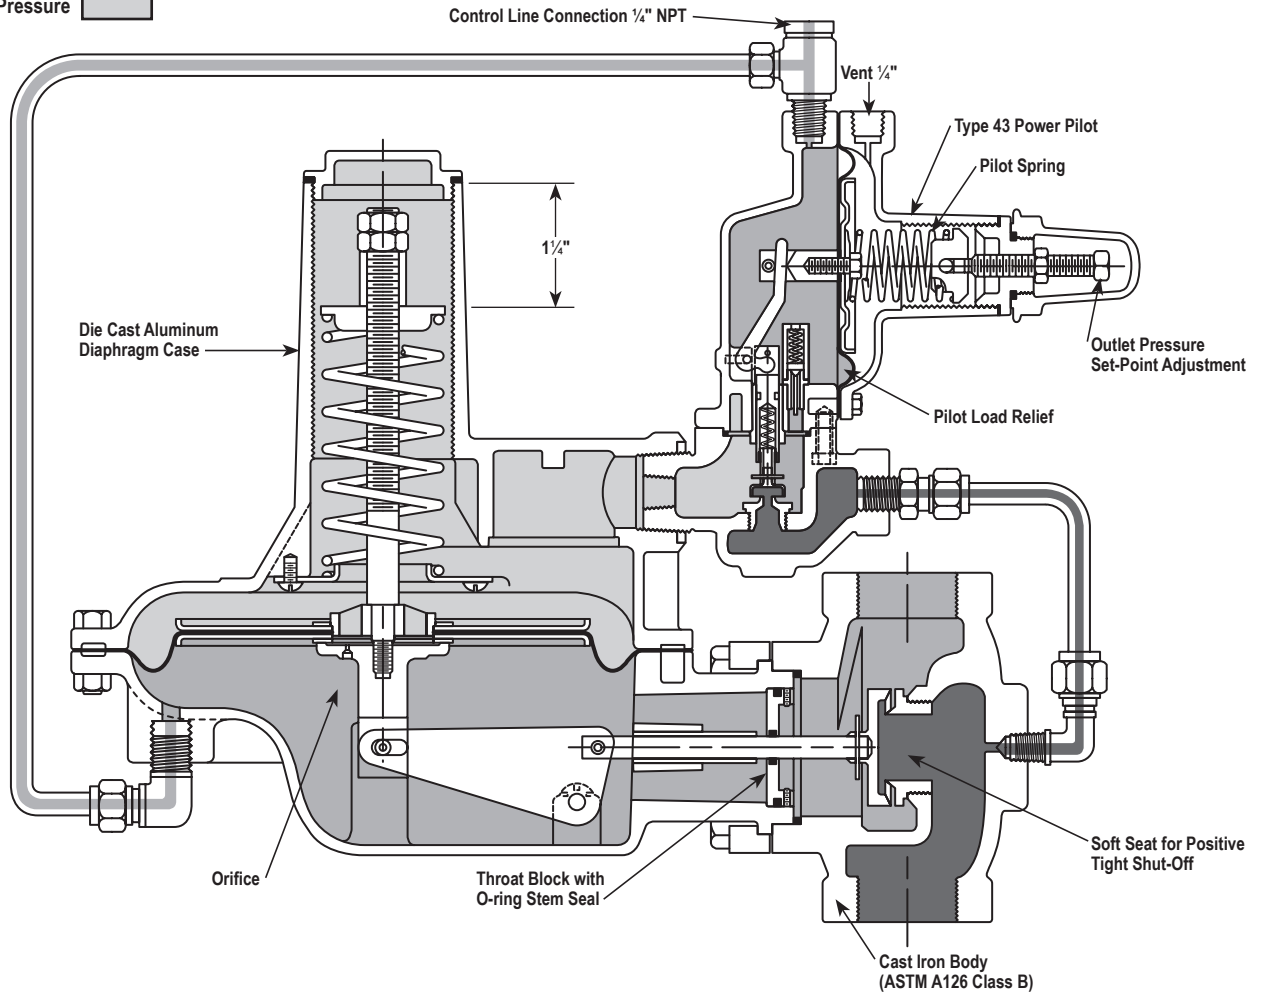 Pressure
Control Line Connection ¼" NPT
Vent ¼"
Type 43 Power Pilot
Pilot Spring
1¼"
Die Cast Aluminum
Diaphragm Case
Outlet Pressure
Set-Point Adjustment
Pilot Load Relief
Orifice
Throat Block with
O-ring Stem Seal
Soft Seat for Positive
Tight Shut-Off
Cast Iron Body
(ASTM A126 Class B)